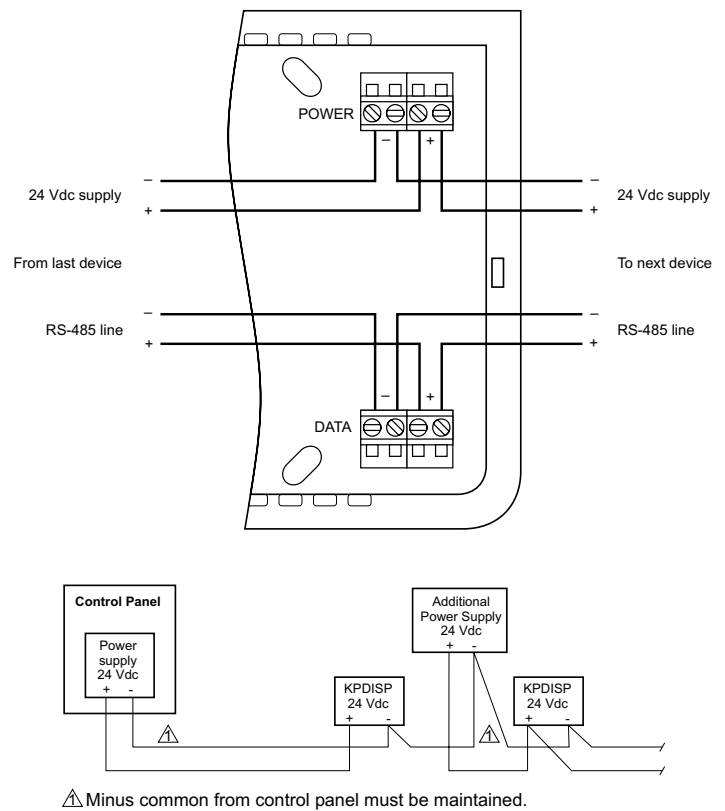 POWER
– +
– –
24 Vdc supply 24 Vdc supply
+ +
From last device To next device
– –
RS-485 line RS-485 line
+ +
– +
DATA
Control Panel
Power
supply
24 Vdc
+ -
Additional
Power Supply
24 Vdc
+ -
KPDISP
24 Vdc
+ -
KPDISP
24 Vdc
+ -
1 1
1 Minus common from control panel must be maintained.